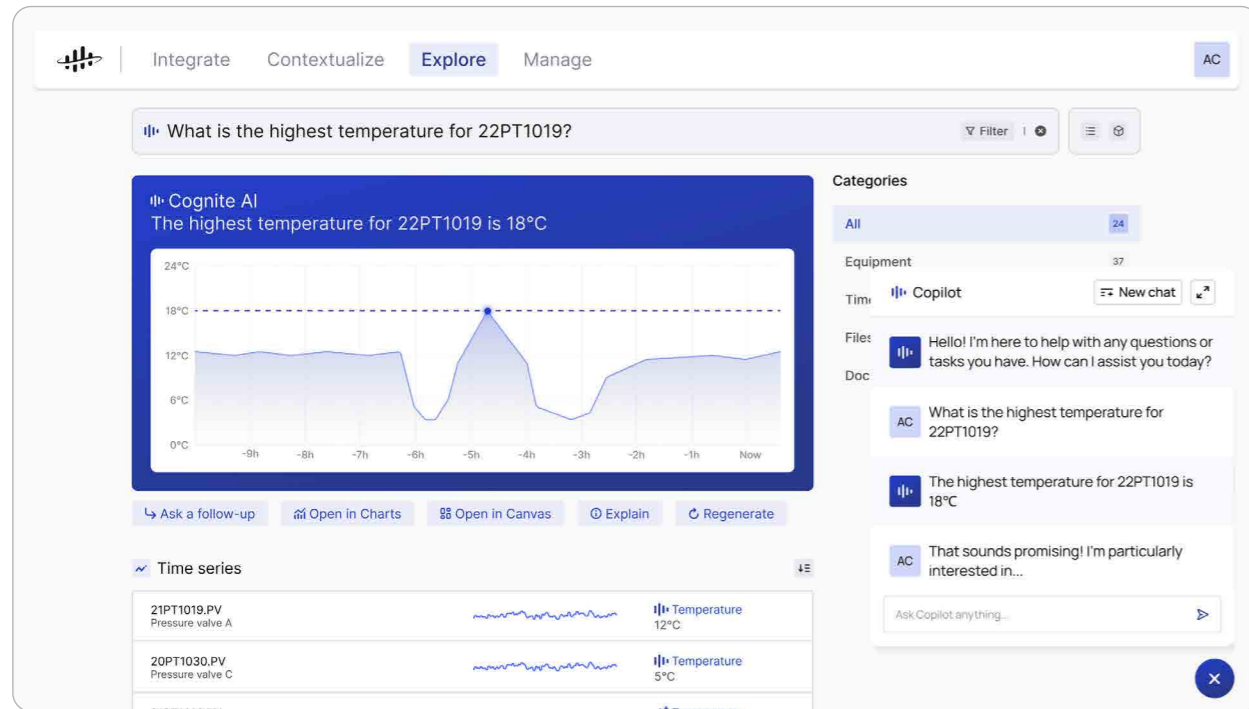 Integrate Contextualize Explore Manage AC
What is the highest temperature for 22PT1019?
Filter
Cognite AI
The highest temperature for 22PT1019 is 18°C
24°C
18°C
12°C
6°C
0°C
-9h -8h -7h -6h -5h -4h -3h -2h -1h Now
Ask a follow-up Open in Charts Open in Canvas Explain Regenerate
Time series
21PT1019.PV
Pressure valve A
Temperature
12°C
20PT1030.PV
Pressure valve C
Temperature
5°C
Categories
All 24
Equipment 37
Files
Copilot New chat
Hello! I'm here to help with any questions or
tasks you have. How can I assist you today?
AC
What is the highest temperature for
22PT1019?
The highest temperature for 22PT1019 is
18°C
AC
That sounds promising! I'm particularly
interested in...
Ask Copilot anything...